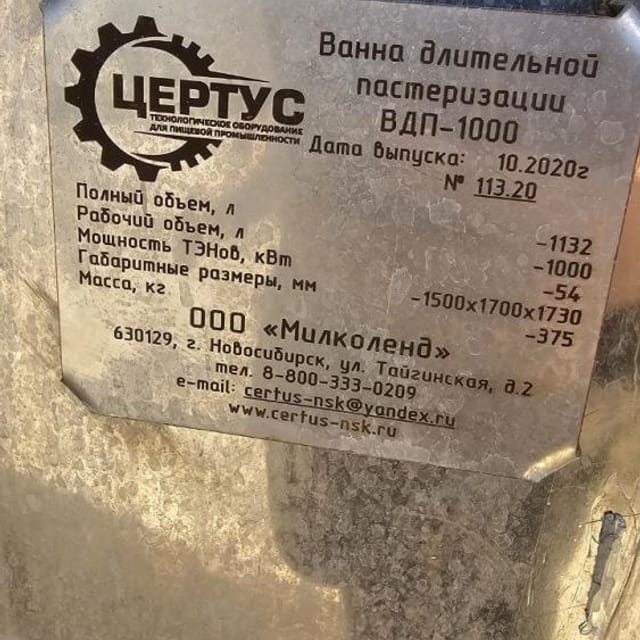 ЦЕРТУС
ТЕХНОЛОГИЧЕСКОЕ ОБОРУДОВАНИЕ
ДЛЯ ПИЩЕВОЙ ПРОМЫШЛЕННОСТИ
Ванна длительной
пастеризации
ВДП-1000
Дата выпуска: 10.2020г
№ 113.20
Полный объем, л -1132
Рабочий объем, л -1000
Мощность ТЭНов, кВт -54
Габаритные размеры, мм -1500х1700х1730
Масса, кг -375
ООО «Милколенд»
630129, г. Новосибирск, ул. Тайгинская, д.2
тел. 8-800-333-0209
e-mail: certus-nsk@yandex.ru
www.certus-nsk.ru